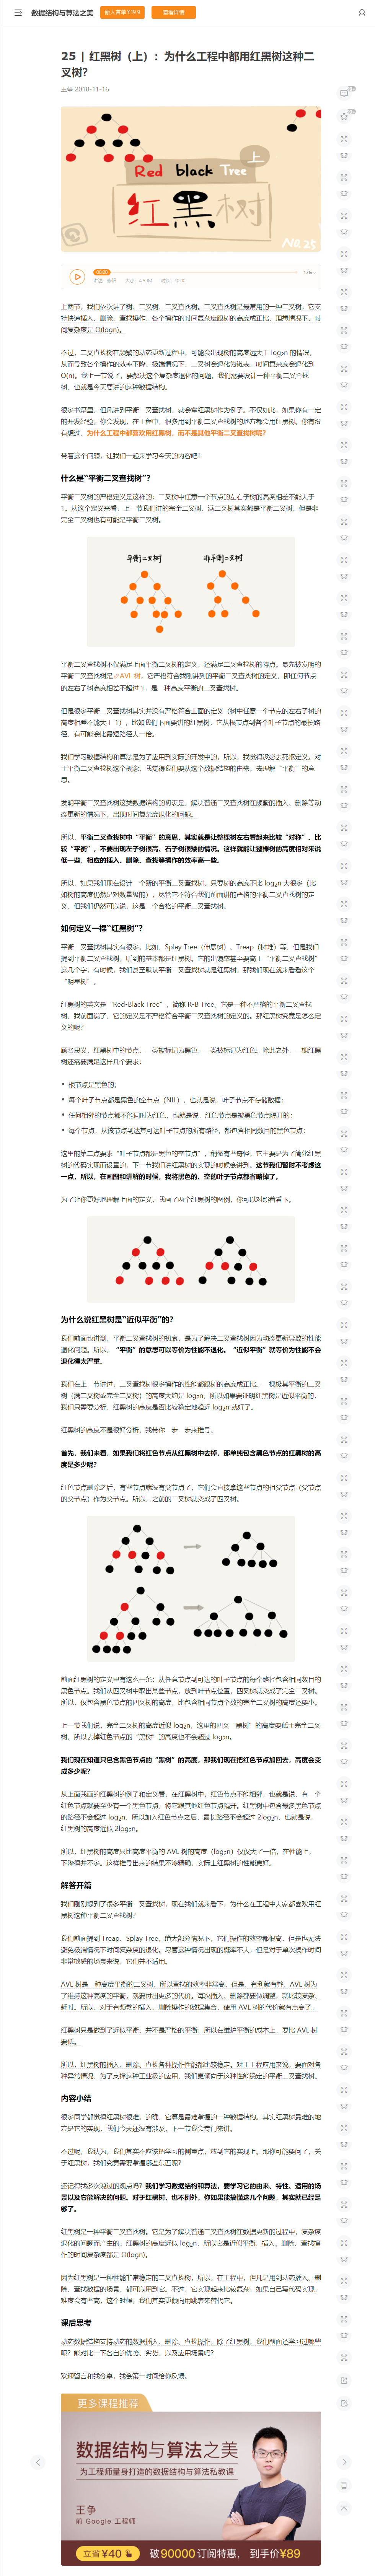 数据结构与算法之美
新人首单¥19.9
查看详情
25 | 红黑树（上）：为什么工程中都用红黑树这种二
叉树？
王争 2018-11-16
Red black Tree 上
红黑树
No.25
00:00
1.0x
上两节，我们依次讲了树、二叉树、二叉查找树。二叉查找树是最常用的一种二叉树，它支
持快速插入、删除、查找操作，各个操作的时间复杂度跟树的高度成正比，理想情况下，时
间复杂度是 O(logn)。
不过，二叉查找树在频繁的动态更新过程中，可能会出现树的高度远大于 log₂n 的情况，
从而导致各个操作的效率下降。极端情况下，二叉树会退化为链表，时间复杂度会退化到
O(n)。我上一节说了，要解决这个复杂度退化的问题，我们需要设计一种平衡二叉查找
树，也就是今天要讲的这种数据结构。
很多书籍里，但凡讲到平衡二叉查找树，就会拿红黑树作为例子。不仅如此，如果你有一定
的开发经验，你会发现，在工程中，很多用到平衡二叉查找树的地方都会用红黑树。你有没
有想过，为什么工程中都喜欢用红黑树，而不是其他平衡二叉查找树呢？
带着这个问题，让我们一起来学习今天的内容吧！
什么是“平衡二叉查找树”？
平衡二叉树的严格定义是这样的：二叉树中任意一个节点的左右子树的高度相差不能大于
1。从这个定义来看，上一节我们讲的完全二叉树、满二叉树其实都是平衡二叉树，但是非
完全二叉树也有可能是平衡二叉树。
平衡二叉树
非平衡二叉树
平衡二叉查找树不仅满足上面平衡二叉树的定义，还满足二叉查找树的特点。最先被发明的
平衡二叉查找树是AVL 树，它严格符合我刚讲到的平衡二叉查找树的定义，即任何节点
的左右子树高度相差不超过 1，是一种高度平衡的二叉查找树。
但是很多平衡二叉查找树其实并没有严格符合上面的定义（树中任意一个节点的左右子树的
高度相差不能大于 1），比如我们下面要讲的红黑树，它从根节点到各个叶子节点的最长路
径，有可能会比最短路径大一倍。
我们学习数据结构和算法是为了应用到实际的开发中的，所以，我觉得没必去死抠定义。对
于平衡二叉查找树这个概念，我觉得我们要从这个数据结构的由来，去理解“平衡”的意
思。
发明平衡二叉查找树这类数据结构的初衷是，解决普通二叉查找树在频繁的插入、删除等动
态更新的情况下，出现时间复杂度退化的问题。
所以，平衡二叉查找树中“平衡”的意思，其实就是让整棵树左右看起来比较“对称”、比
较“平衡”，不要出现左子树很高、右子树很矮的情况。这样就能让整棵树的高度相对来说
低一些，相应的插入、删除、查找等操作的效率高一些。
所以，如果我们现在设计一个新的平衡二叉查找树，只要树的高度不比 log₂n 大很多（比
如树的高度仍然是对数量级的），尽管它不符合我们前面讲的严格的平衡二叉查找树的定
义，但我们仍然可以说，这是一个合格的平衡二叉查找树。
如何定义一棵“红黑树”？
平衡二叉查找树其实有很多，比如，Splay Tree（伸展树）、Treap（树堆）等，但是我们
提到平衡二叉查找树，听到的基本都是红黑树。它的出镜率甚至要高于“平衡二叉查找树”
这几个字，有时候，我们甚至默认平衡二叉查找树就是红黑树，那我们现在就来看看这个
“明星树”。
红黑树的英文是“Red-Black Tree”，简称 R-B Tree。它是一种不严格的平衡二叉查找
树，我前面说了，它的定义是不严格符合平衡二叉查找树的定义的。那红黑树究竟是怎么定
义的呢？
顾名思义，红黑树中的节点，一类被标记为黑色，一类被标记为红色。除此之外，一棵红黑
树还需要满足这样几个要求：
根节点是黑色的；
每个叶子节点都是黑色的空节点（NIL），也就是说，叶子节点不存储数据；
任何相邻的节点都不能同时为红色，也就是说，红色节点是被黑色节点隔开的；
每个节点，从该节点到达其可达叶子节点的所有路径，都包含相同数目的黑色节点；
这里的第二点要求“叶子节点都是黑色的空节点”，稍微有些奇怪，它主要是为了简化红黑
树的代码实现而设置的，下一节我们讲红黑树的实现的时候会讲到。这节我们暂时不考虑这
一点，所以，在画图和讲解的时候，我将黑色的、空的叶子节点都省略掉了。
为了让你更好地理解上面的定义，我画了两个红黑树的图例，你可以对照着看下。
为什么说红黑树是“近似平衡”的？
我们前面也讲到，平衡二叉查找树的初衷，是为了解决二叉查找树因为动态更新导致的性能
退化问题。所以，“平衡”的意思可以等价为性能不退化。“近似平衡”就等价为性能不会
退化得太严重。
我们在上一节讲过，二叉查找树很多操作的性能都跟树的高度成正比。一棵极其平衡的二叉
树（满二叉树或完全二叉树）的高度大约是 log₂n，所以如果要证明红黑树是近似平衡的，
我们只需要分析，红黑树的高度是否比较稳定地趋近 log₂n 就好了。
红黑树的高度不是很好分析，我带你一步一步来推导。
首先，我们来看，如果我们将红色节点从红黑树中去掉，那单纯包含黑色节点的红黑树的高
度是多少呢？
红色节点删除之后，有些节点就没有父节点了，它们会直接拿这些节点的祖父节点（父节点
的父节点）作为父节点。所以，之前的二叉树就变成了四叉树。
前面红黑树的定义里有这么一条：从任意节点到可达的叶子节点的每个路径包含相同数目的
黑色节点。我们从四叉树中取出某些节点，放到叶节点位置，四叉树就变成了完全二叉树。
所以，仅包含黑色节点的四叉树的高度，比包含相同节点个数的完全二叉树的高度还要小。
上一节我们说，完全二叉树的高度近似 log₂n，这里的四叉“黑树”的高度要低于完全二叉
树，所以去掉红色节点的“黑树”的高度也不会超过 log₂n。
我们现在知道只包含黑色节点的“黑树”的高度，那我们现在把红色节点加回去，高度会变
成多少呢？
从上面我画的红黑树的例子和定义看，在红黑树中，红色节点不能相邻，也就是说，有一个
红色节点就要至少有一个黑色节点，将它跟其他红色节点隔开。红黑树中包含最多黑色节点
的路径不会超过 log₂n，所以加入红色节点之后，最长路径不会超过 2log₂n，也就是说，
红黑树的高度近似 2log₂n。
所以，红黑树的高度只比高度平衡的 AVL 树的高度（log₂n）仅仅大了一倍，在性能上，
下降得并不多。这样推导出来的结果不够精确，实际上红黑树的性能更好。
解答开篇
我们刚刚提到了很多平衡二叉查找树，现在我们就来看下，为什么在工程中大家都喜欢用红
黑树这种平衡二叉查找树？
我们前面提到 Treap、Splay Tree，绝大部分情况下，它们操作的效率都很高，但是也无法
避免极端情况下时间复杂度的退化。尽管这种情况出现的概率不大，但是对于单次操作时间
非常敏感的场景来说，它们并不适用。
AVL 树是一种高度平衡的二叉树，所以查找的效率非常高，但是，有利就有弊，AVL 树为
了维持这种高度的平衡，就要付出更多的代价。每次插入、删除都要做调整，就比较复杂、
耗时。所以，对于有频繁的插入、删除操作的数据集合，使用 AVL 树的代价就有点高了。
红黑树只是做到了近似平衡，并不是严格的平衡，所以在维护平衡的成本上，要比 AVL 树
要低。
所以，红黑树的插入、删除、查找各种操作性能都比较稳定。对于工程应用来说，要面对各
种异常情况，为了支撑这种工业级的应用，我们更倾向于这种性能稳定的平衡二叉查找树。
内容小结
很多同学都觉得红黑树很难，的确，它算是最难掌握的一种数据结构。其实红黑树最难的地
方是它的实现，我们今天还没有涉及，下一节我会专门来讲。
不过呢，我认为，我们其实不应该把学习的侧重点，放到它的实现上。那你可能要问了，关
于红黑树，我们究竟需要掌握哪些东西呢？
还记得我多次说过的观点吗？我们学习数据结构和算法，要学习它的由来、特性、适用的场
景以及它能解决的问题。对于红黑树，也不例外。你如果能搞懂这几个问题，其实就已经足
够了。
红黑树是一种平衡二叉查找树。它是为了解决普通二叉查找树在数据更新的过程中，复杂度
退化的问题而产生的。红黑树的高度近似 log₂n，所以它是近似平衡，插入、删除、查找操
作的时间复杂度都是 O(logn)。
因为红黑树是一种性能非常稳定的二叉查找树，所以，在工程中，但凡是用到动态插入、删
除、查找数据的场景，都可以用到它。不过，它实现起来比较复杂，如果自己写代码实现，
难度会有些高，这个时候，我们其实更倾向用跳表来替代它。
课后思考
动态数据结构支持动态的数据插入、删除、查找操作，除了红黑树，我们前面还学习过哪些
呢？能对比一下各自的优势、劣势，以及应用场景吗？
欢迎留言和我分享，我会第一时间给你反馈。
更多课程推荐
数据结构与算法之美
为工程师量身打造的数据结构与算法私教课
王争
前 Google 工程师
立省¥40
破90000订阅特惠，到手价¥89